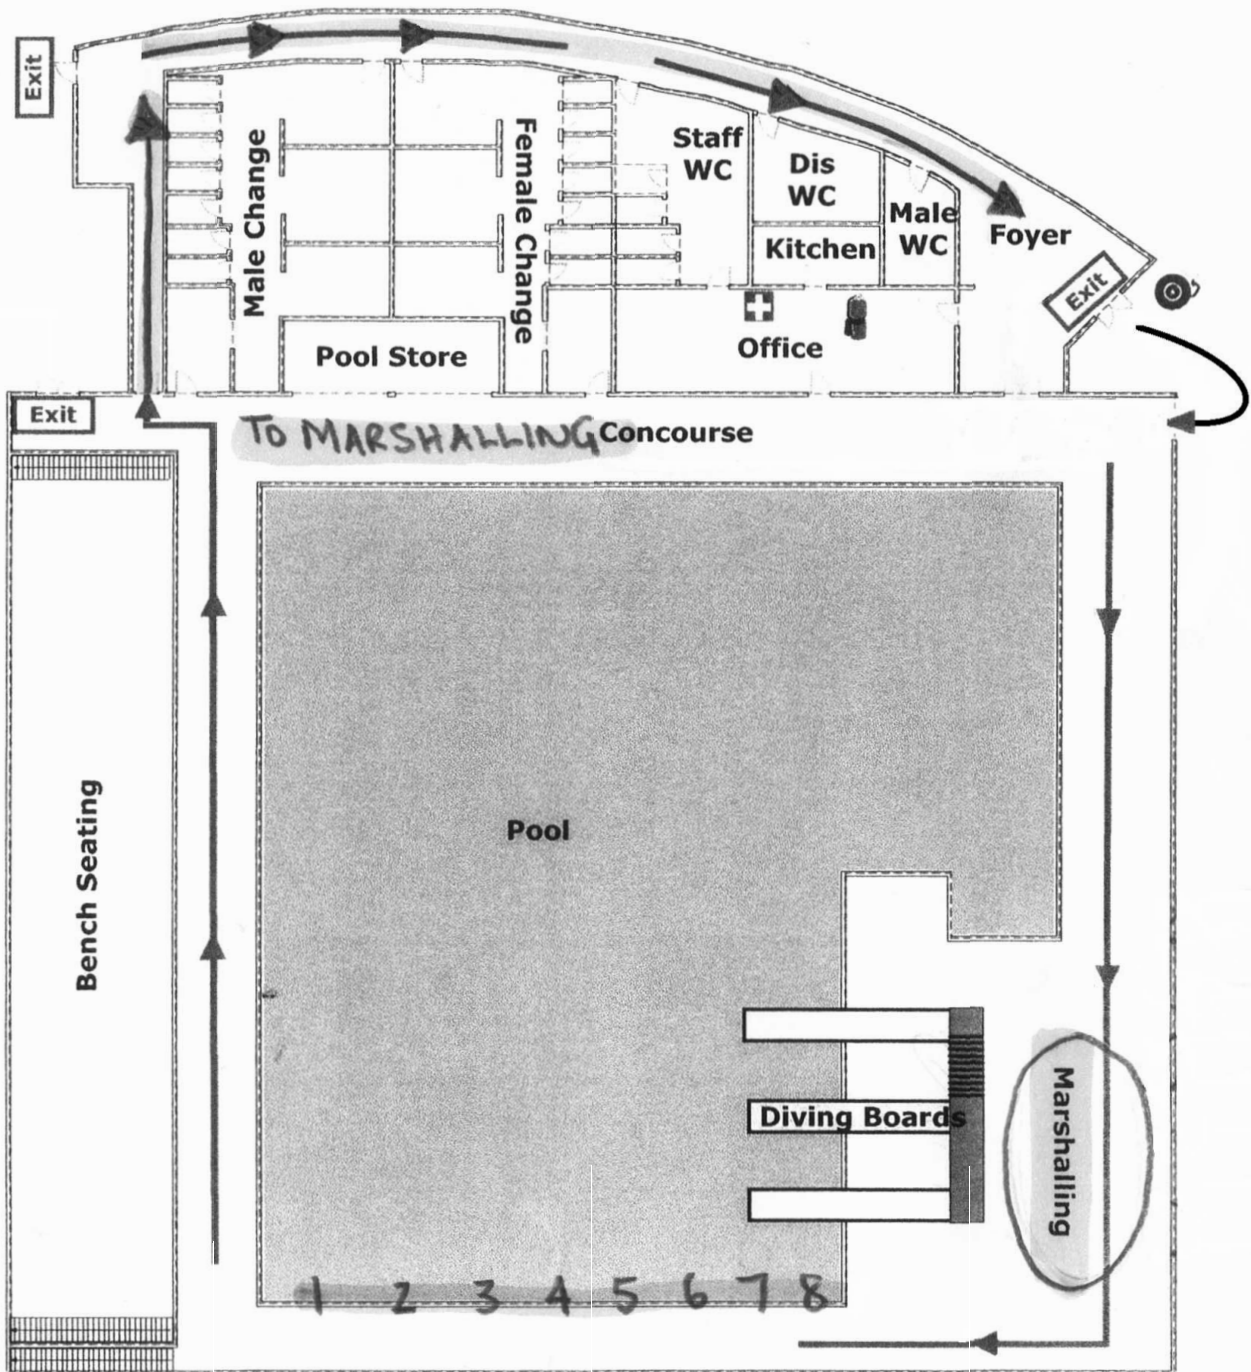 Exit
Male Change
Female Change
Staff
WC
Dis
WC
Male
WC
Kitchen
Foyer
Exit
Pool Store
Office
Exit
TO MARSHALLING
Concourse
Bench Seating
Pool
Diving Boards
Marshalling
1 2 3 4 5 6 7 8